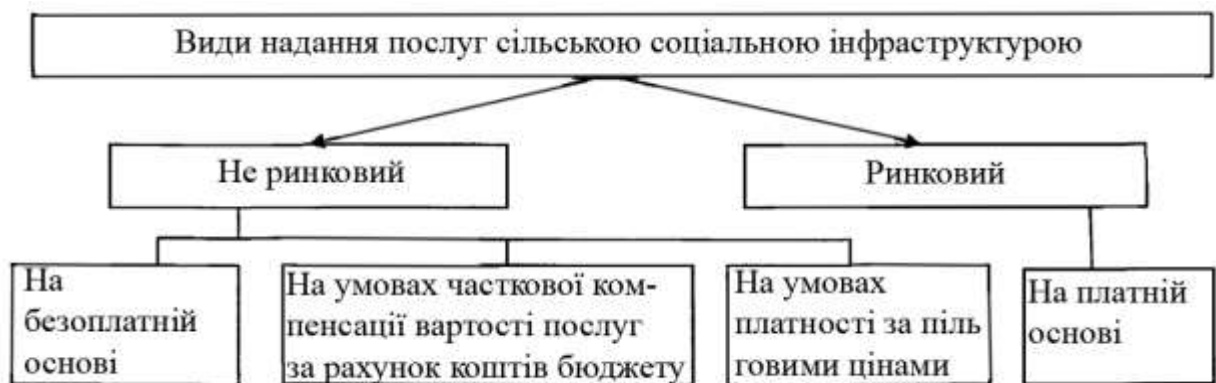 Види надання послуг сільською соціальною інфраструктурою
Не ринковий
Ринковий
На
безоплатній
основі
На умовах часткової ком-
пенсації вартості послуг
за рахунок коштів бюджету
На умовах
платності за піль
говими цінами
На платній
основі